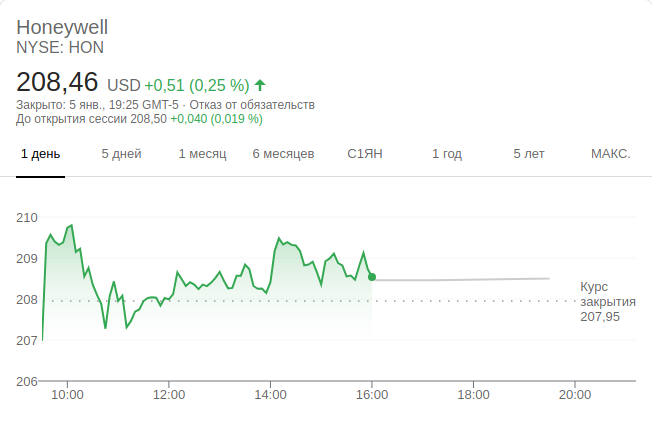 Honeywell
NYSE: HON
208,46 USD +0,51 (0,25 %)
Закрыто: 5 янв., 19:25 GMT-5 · Отказ от обязательств
До открытия сессии 208,50 +0,040 (0,019 %)
1 день 5 дней 1 месяц 6 месяцев С1ЯН 1 год 5 лет МАКС.
210
209
208
207
206
Курс
закрытия
207,95
10:00 12:00 14:00 16:00 18:00 20:00